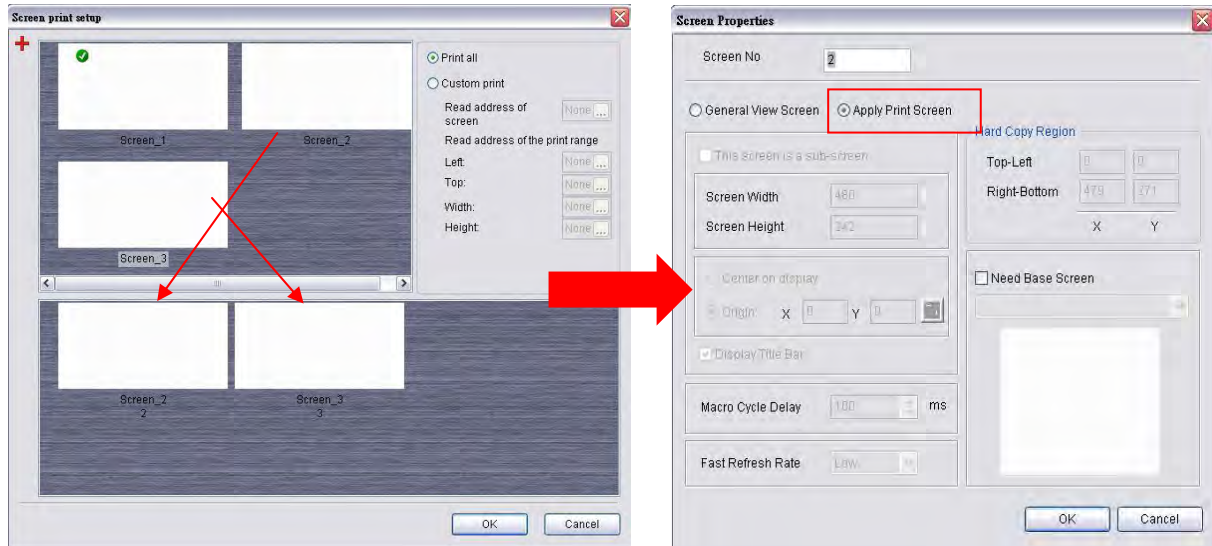 Screen print setup
Print all
Custom print
Read address of
screen
None ...
Read address of the print range
Left:
None ...
Top:
None ...
Width:
None ...
Height:
None ...
Screen_1
Screen_2
Screen_3
Screen_2
2
Screen_3
3
OK
Cancel
Screen Properties
Screen No
2
General View Screen
Apply Print Screen
This screen is a sub-screen
Screen Width
480
Screen Height
242
Center on display
Origin:
X
0
Y
0
Display Title Bar
Macro Cycle Delay
100
ms
Fast Refresh Rate
Low
Hard Copy Region
Top-Left
0
0
Right-Bottom
479
271
X
Y
Need Base Screen
OK
Cancel